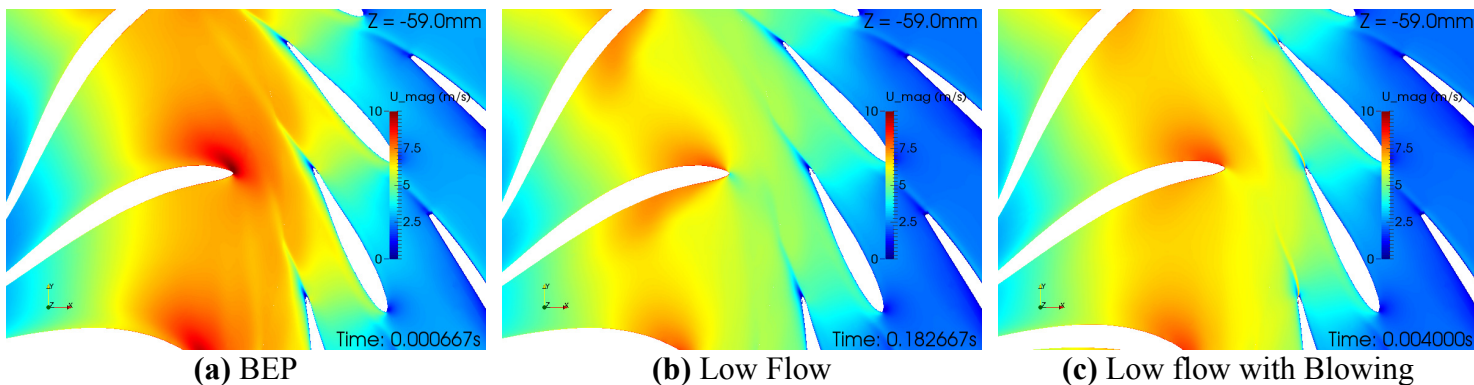 Z = -59.0mm
U_mag (m/s)
10
7.5
5
2.5
0
Y
Z X
Time: 0.000667s
(a) BEP
Z = -59.0mm
U_mag (m/s)
10
7.5
5
2.5
0
Y
Z X
Time: 0.182667s
(b) Low Flow
Z = -59.0mm
U_mag (m/s)
10
7.5
5
2.5
0
Y
Z X
Time: 0.004000s
(c) Low flow with Blowing